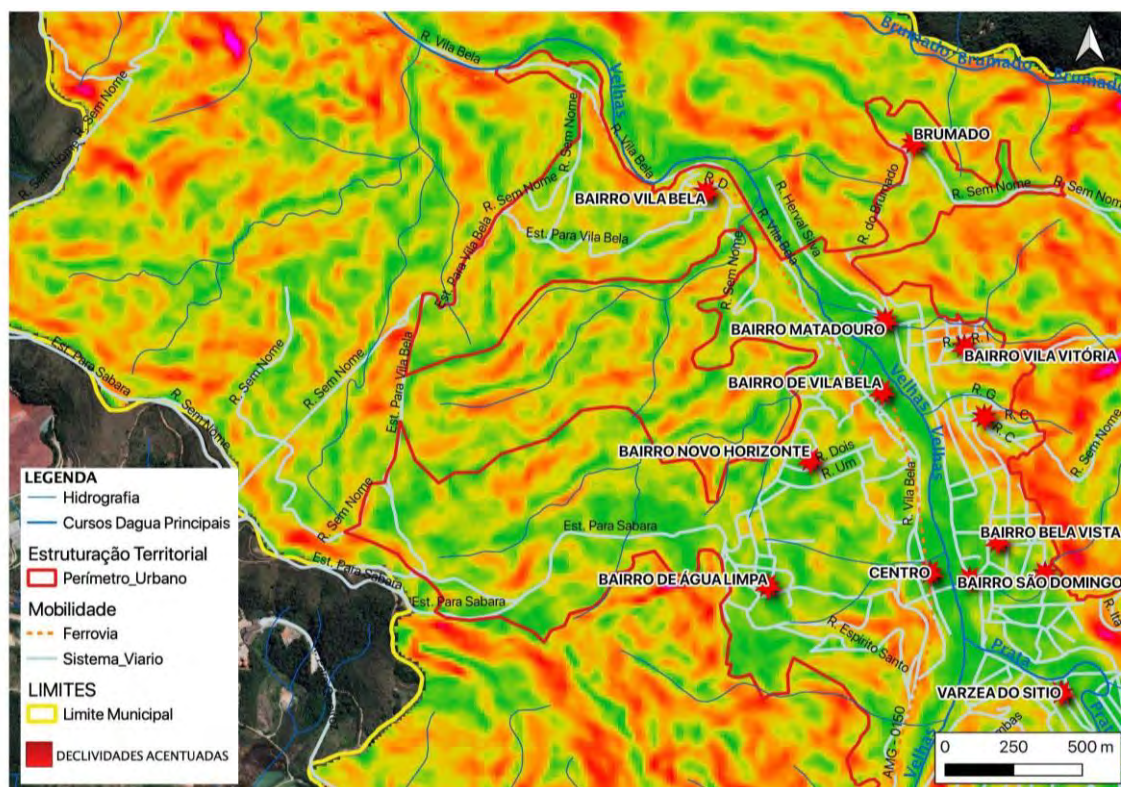 R. Vila Bela
Velhas
Brumado
Brumado
Brumado
R. Sem Nome
R. Sem Nome
R. Sem Nome
R. Vila Bela
BRUMADO
R. Sem Nome
R. Sem Nome
R. D
BAIRRO VILA BELA
R. Sem Nome
Est. Para Vila Bela
Est. Para Vila Bela
R. Herval Silva
R. Vila Bela
R. do Brumado
R. Sem Nome
BAIRRO MATADOURO
BAIRRO VILA VITÓRIA
Est. Para Sabara
R. Sem Nome
R. Sem Nome
Est. Para Vila Bela
BAIRRO DE VILA BELA
Velhas
Velhas
R. G
R. C
R. C
R. Sem Nome
R. Sem Nome
BAIRRO NOVO HORIZONTE
R. Dois
R. Um
R. Vila Bela
LEGENDA
Hidrografia
Cursos Dagua Principais
Estruturação Territorial
Perímetro_Urbano
Mobilidade
Ferrovia
Sistema_Viario
LIMITES
Limite Municipal
DECLIVIDADES ACENTUADAS
R. Sem Nome
Est. Para Sabara
Est. Para Sabara
Est. Para Sabara
BAIRRO BELA VISTA
BAIRRO DE ÁGUA LIMPA
CENTRO
BAIRRO SÃO DOMINGO
R. Ita
R. Espírito Santo
Prata
VARZEA DO SITIO
Prata
AMG - 0150
Velhas
0 250 500 m